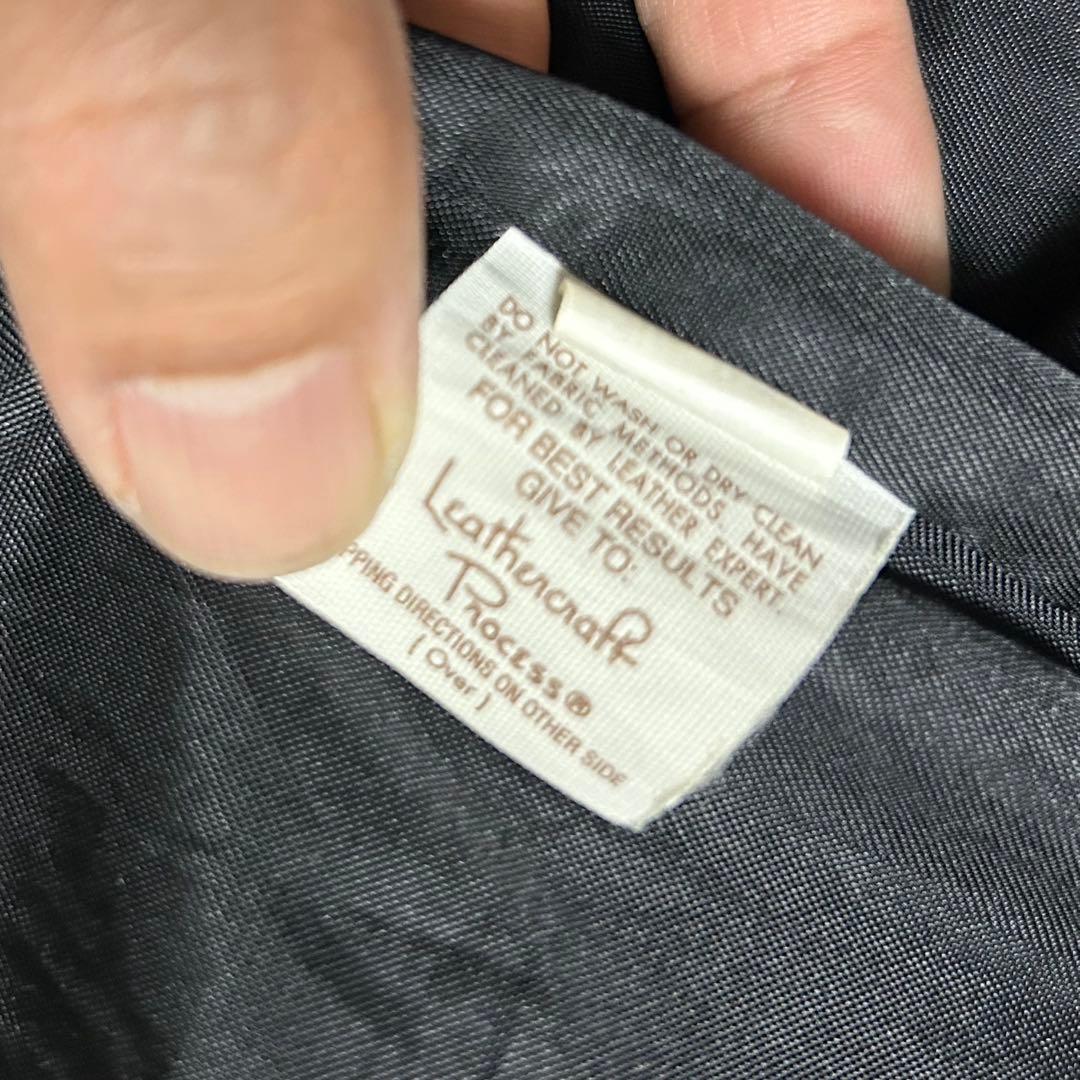 DO NOT WASH OR DRY CLEAN
BY FABRIC METHODS. HAVE
CLEANED BY LEATHER EXPERT.
FOR BEST RESULTS
GIVE TO:
Leathercraft
Process®
PPING DIRECTIONS ON OTHER SIDE
( Over )